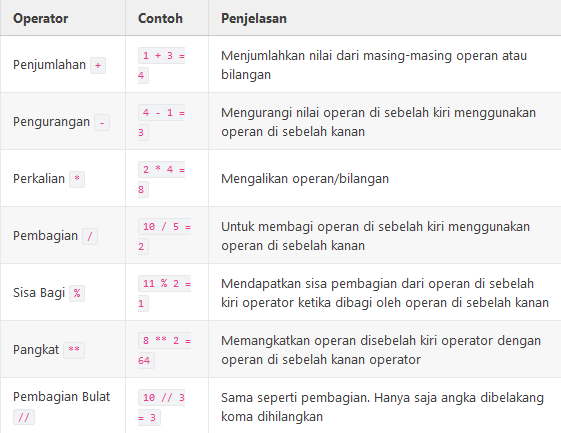 Operator Contoh Penjelasan
Penjumlahan + 1 + 3 = Menjumlahkan nilai dari masing-masing operan atau
4 bilangan
Pengurangan - 4 - 1 = Mengurangi nilai operan di sebelah kiri menggunakan
3 operan di sebelah kanan
Perkalian * 2 * 4 = Mengalikan operan/bilangan
8
Pembagian / 10 / 5 = Untuk membagi operan di sebelah kiri menggunakan
2 operan di sebelah kanan
Sisa Bagi % 11 % 2 = Mendapatkan sisa pembagian dari operan di sebelah
1 kiri operator ketika dibagi oleh operan di sebelah kanan
Pangkat ** 8 ** 2 = Memangkatkan operan disebelah kiri operator dengan
64 operan di sebelah kanan operator
Pembagian Bulat 10 // 3 Sama seperti pembagian. Hanya saja angka dibelakang
// = 3 koma dihilangkan